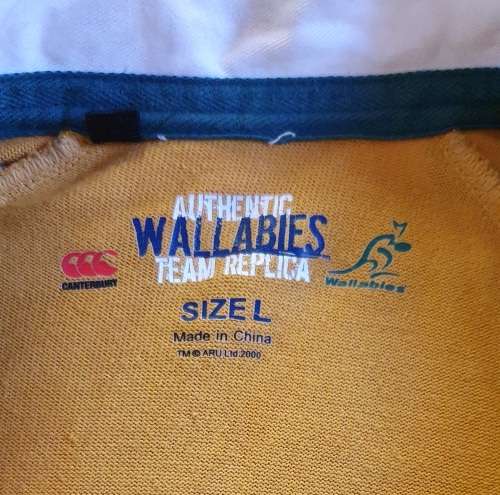 AUTHENTIC
WALLABIES
TEAM REPLICA
CANTERBURY
Wallabies
SIZE L
Made in China
TM © ARU Ltd.2000